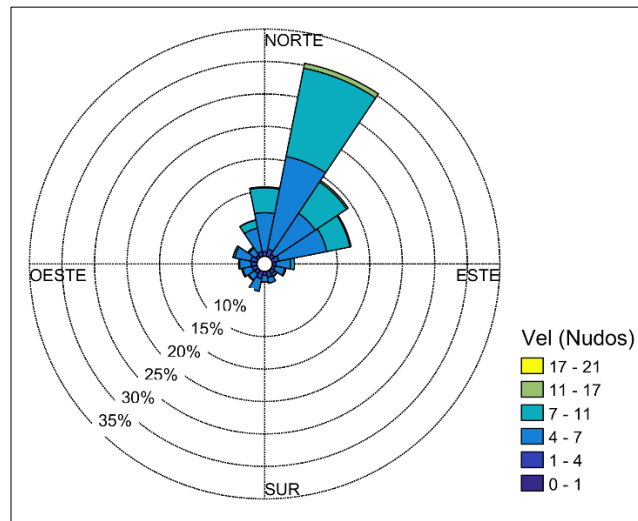 NORTE
OESTE
ESTE
10%
15%
20%
25%
30%
35%
SUR
Vel (Nudos)
17 - 21
11 - 17
7 - 11
4 - 7
1 - 4
0 - 1